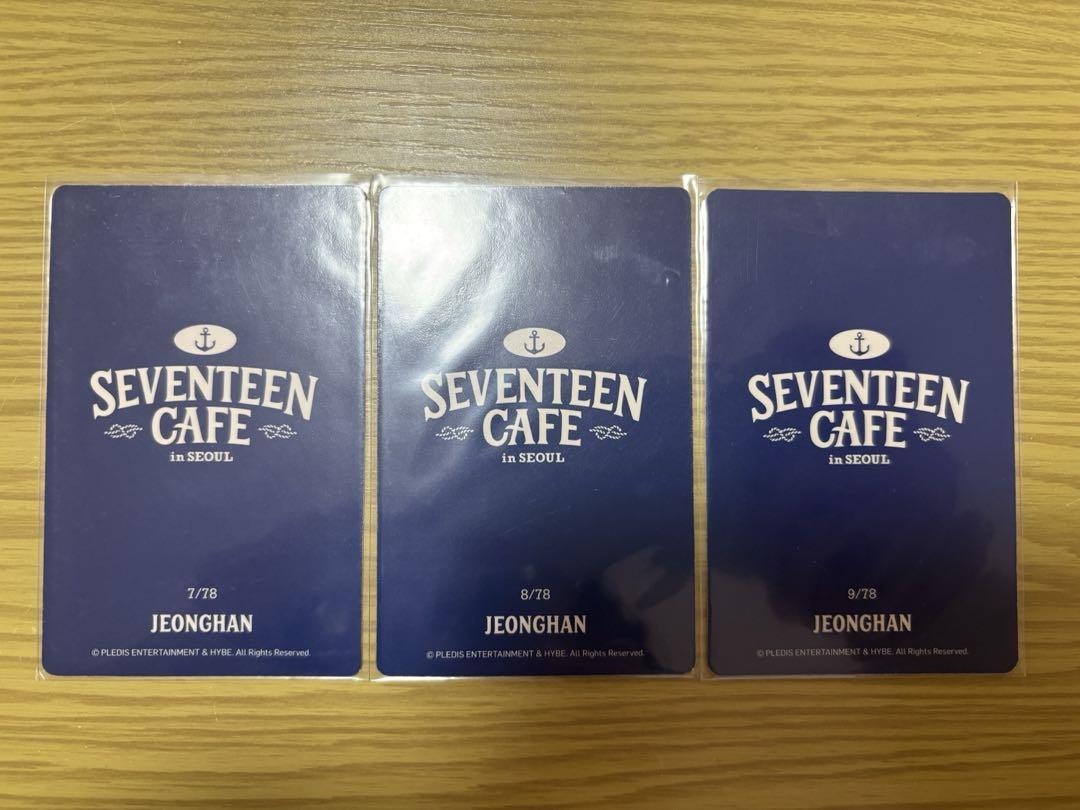 SEVENTEEN
CAFE
in SEOUL
7/78
JEONGHAN
© PLEDIS ENTERTAINMENT & HYBE. All Rights Reserved.
SEVENTEEN
CAFE
in SEOUL
8/78
JEONGHAN
© PLEDIS ENTERTAINMENT & HYBE. All Rights Reserved.
SEVENTEEN
CAFE
in SEOUL
9/78
JEONGHAN
© PLEDIS ENTERTAINMENT & HYBE. All Rights Reserved.